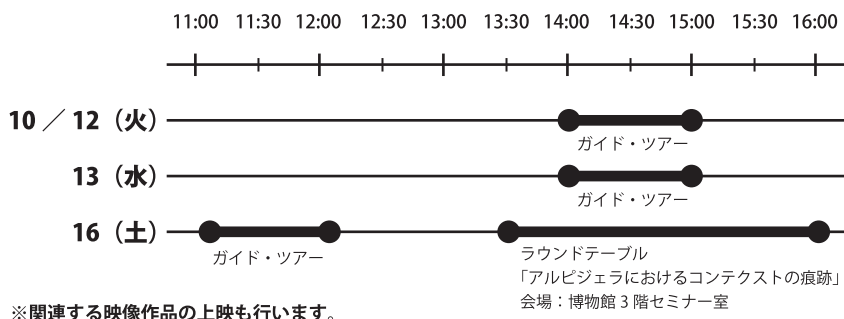 11:00 11:30 12:00 12:30 13:00 13:30 14:00 14:30 15:00 15:30 16:00
10 ／ 12（火）
ガイド・ツアー
13（水）
ガイド・ツアー
16（土）
ガイド・ツアー
ラウンドテーブル
「アルピジェラにおけるコンテクストの痕跡」
会場：博物館 3 階セミナー室
※関連する映像作品の上映も行います。